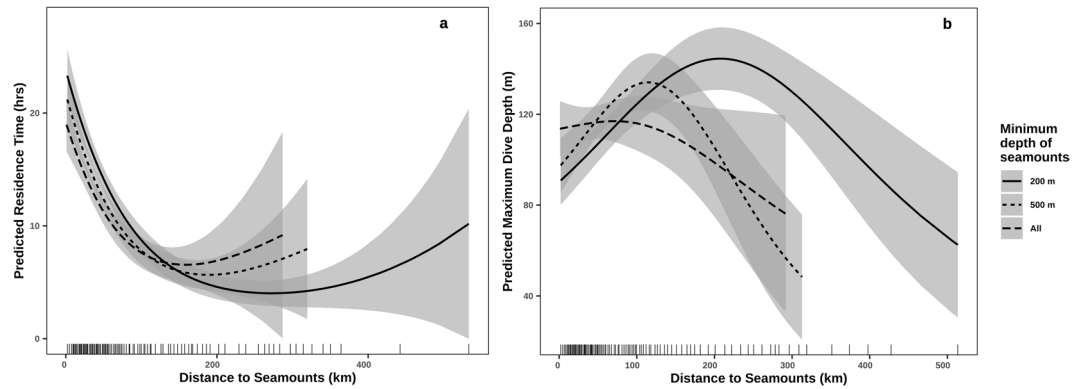 a
Predicted Residence Time (hrs)
20
10
0
0
200
400
Distance to Seamounts (km)
b
Predicted Maximum Dive Depth (m)
160
120
80
40
0
100
200
300
400
500
Distance to Seamounts (km)
Minimum
depth of
seamounts
200 m
500 m
All